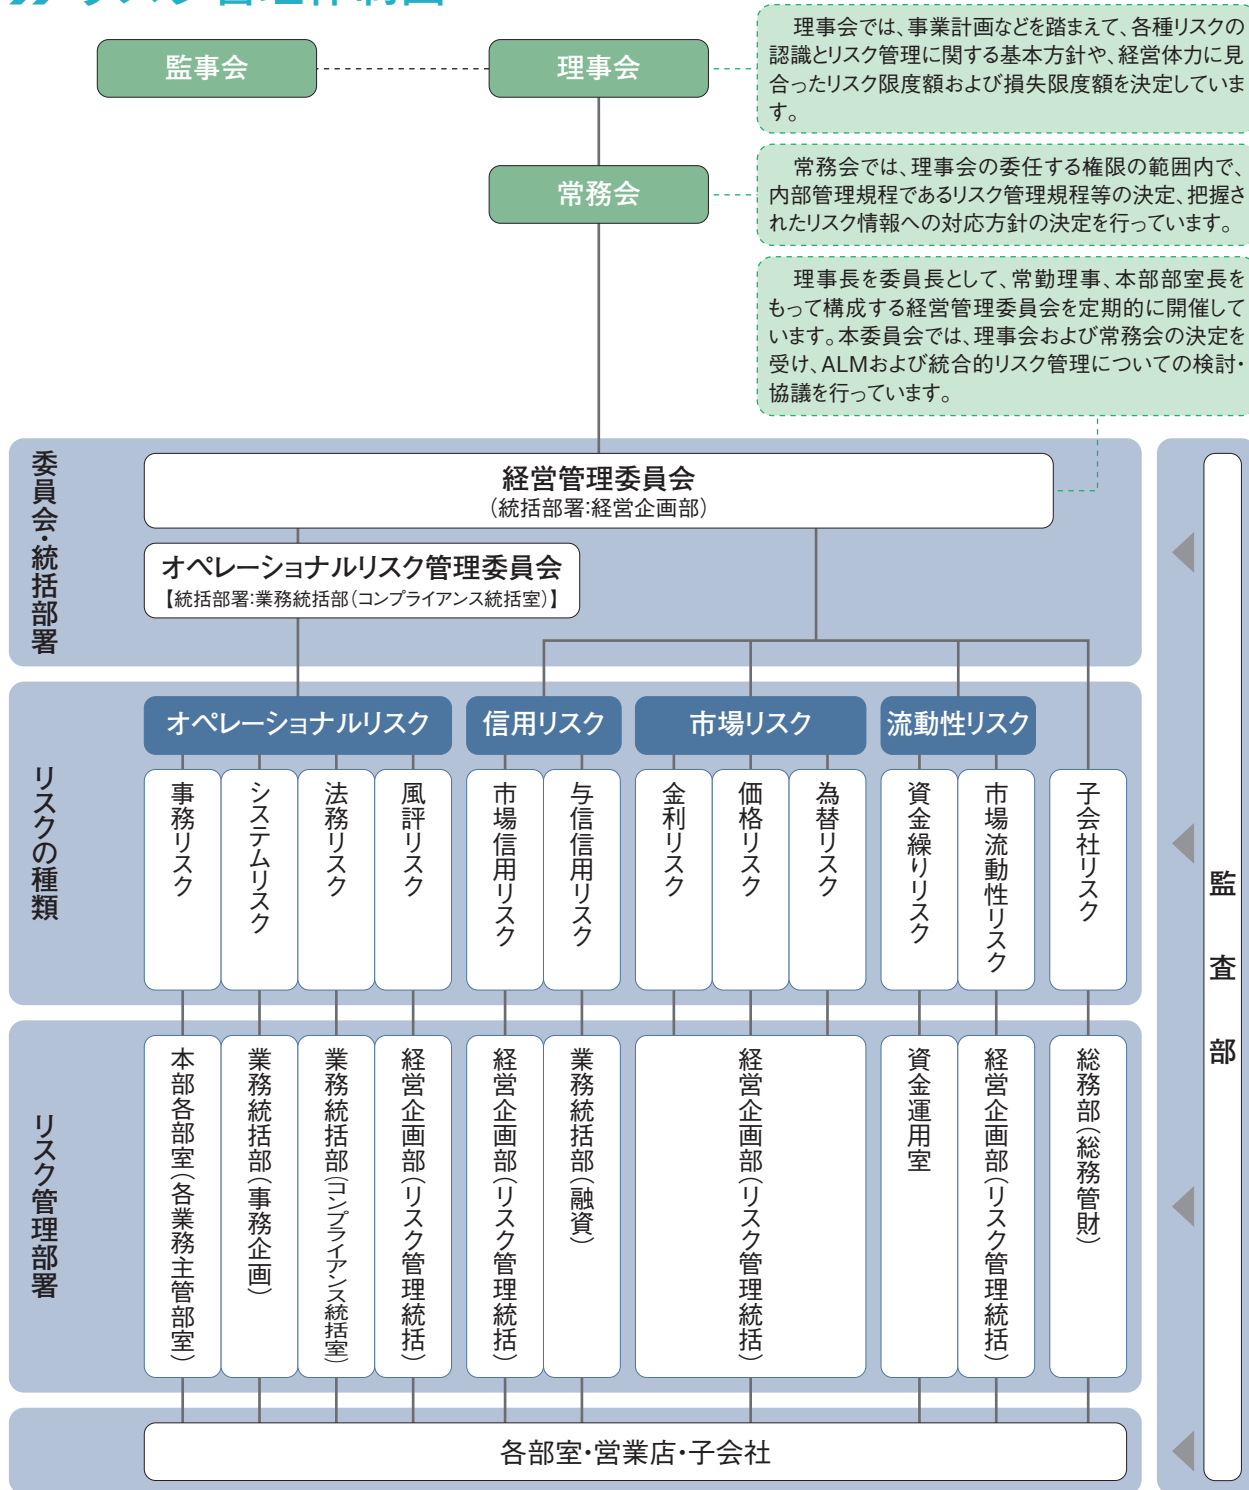 リスク管理体制図
監事会
理事会
理事会では、事業計画などを踏まえて、各種リスクの
認識とリスク管理に関する基本方針や、経営体力に見
合ったリスク限度額および損失限度額を決定していま
す。
常務会
常務会では、理事会の委任する権限の範囲内で、
内部管理規程であるリスク管理規程等の決定、把握さ
れたリスク情報への対応方針の決定を行っています。
理事長を委員長として、常勤理事、本部部室長を
もって構成する経営管理委員会を定期的に開催して
います。本委員会では、理事会および常務会の決定を
受け、ALMおよび統合的リスク管理についての検討・
協議を行っています。
委員会・統括部署
経営管理委員会
(統括部署:経営企画部)
オペレーショナルリスク管理委員会
【統括部署:業務統括部(コンプライアンス統括室)】
リスクの種類
オペレーショナルリスク
信用リスク
市場リスク
流動性リスク
事務リスク
システムリスク
法務リスク
風評リスク
市場信用リスク
与信信用リスク
金利リスク
価格リスク
為替リスク
資金繰りリスク
市場流動性リスク
子会社リスク
リスク管理部署
本部各部室(各業務主管部室)
業務統括部(事務企画)
業務統括部(コンプライアンス統括室)
経営企画部(リスク管理統括)
経営企画部(リスク管理統括)
業務統括部(融資)
経営企画部(リスク管理統括)
資金運用室
経営企画部(リスク管理統括)
総務部(総務管財)
各部室・営業店・子会社
監査部